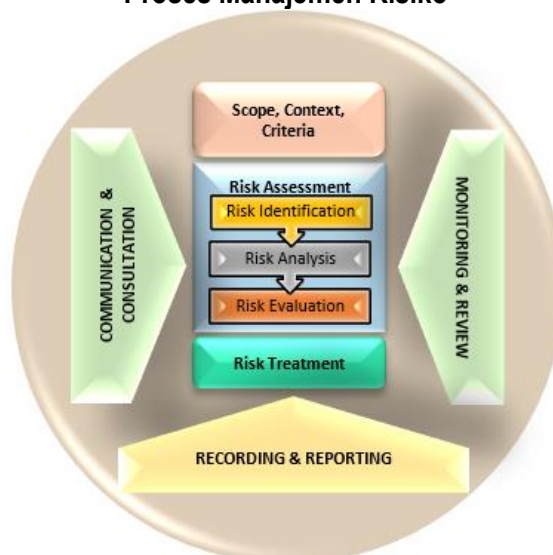 Proses Manajemen Risiko
Scope, Context,
Criteria
Risk Assessment
Risk Identification
Risk Analysis
Risk Evaluation
Risk Treatment
COMMUNICATION &
CONSULTATION
MONITORING & REVIEW
RECORDING & REPORTING